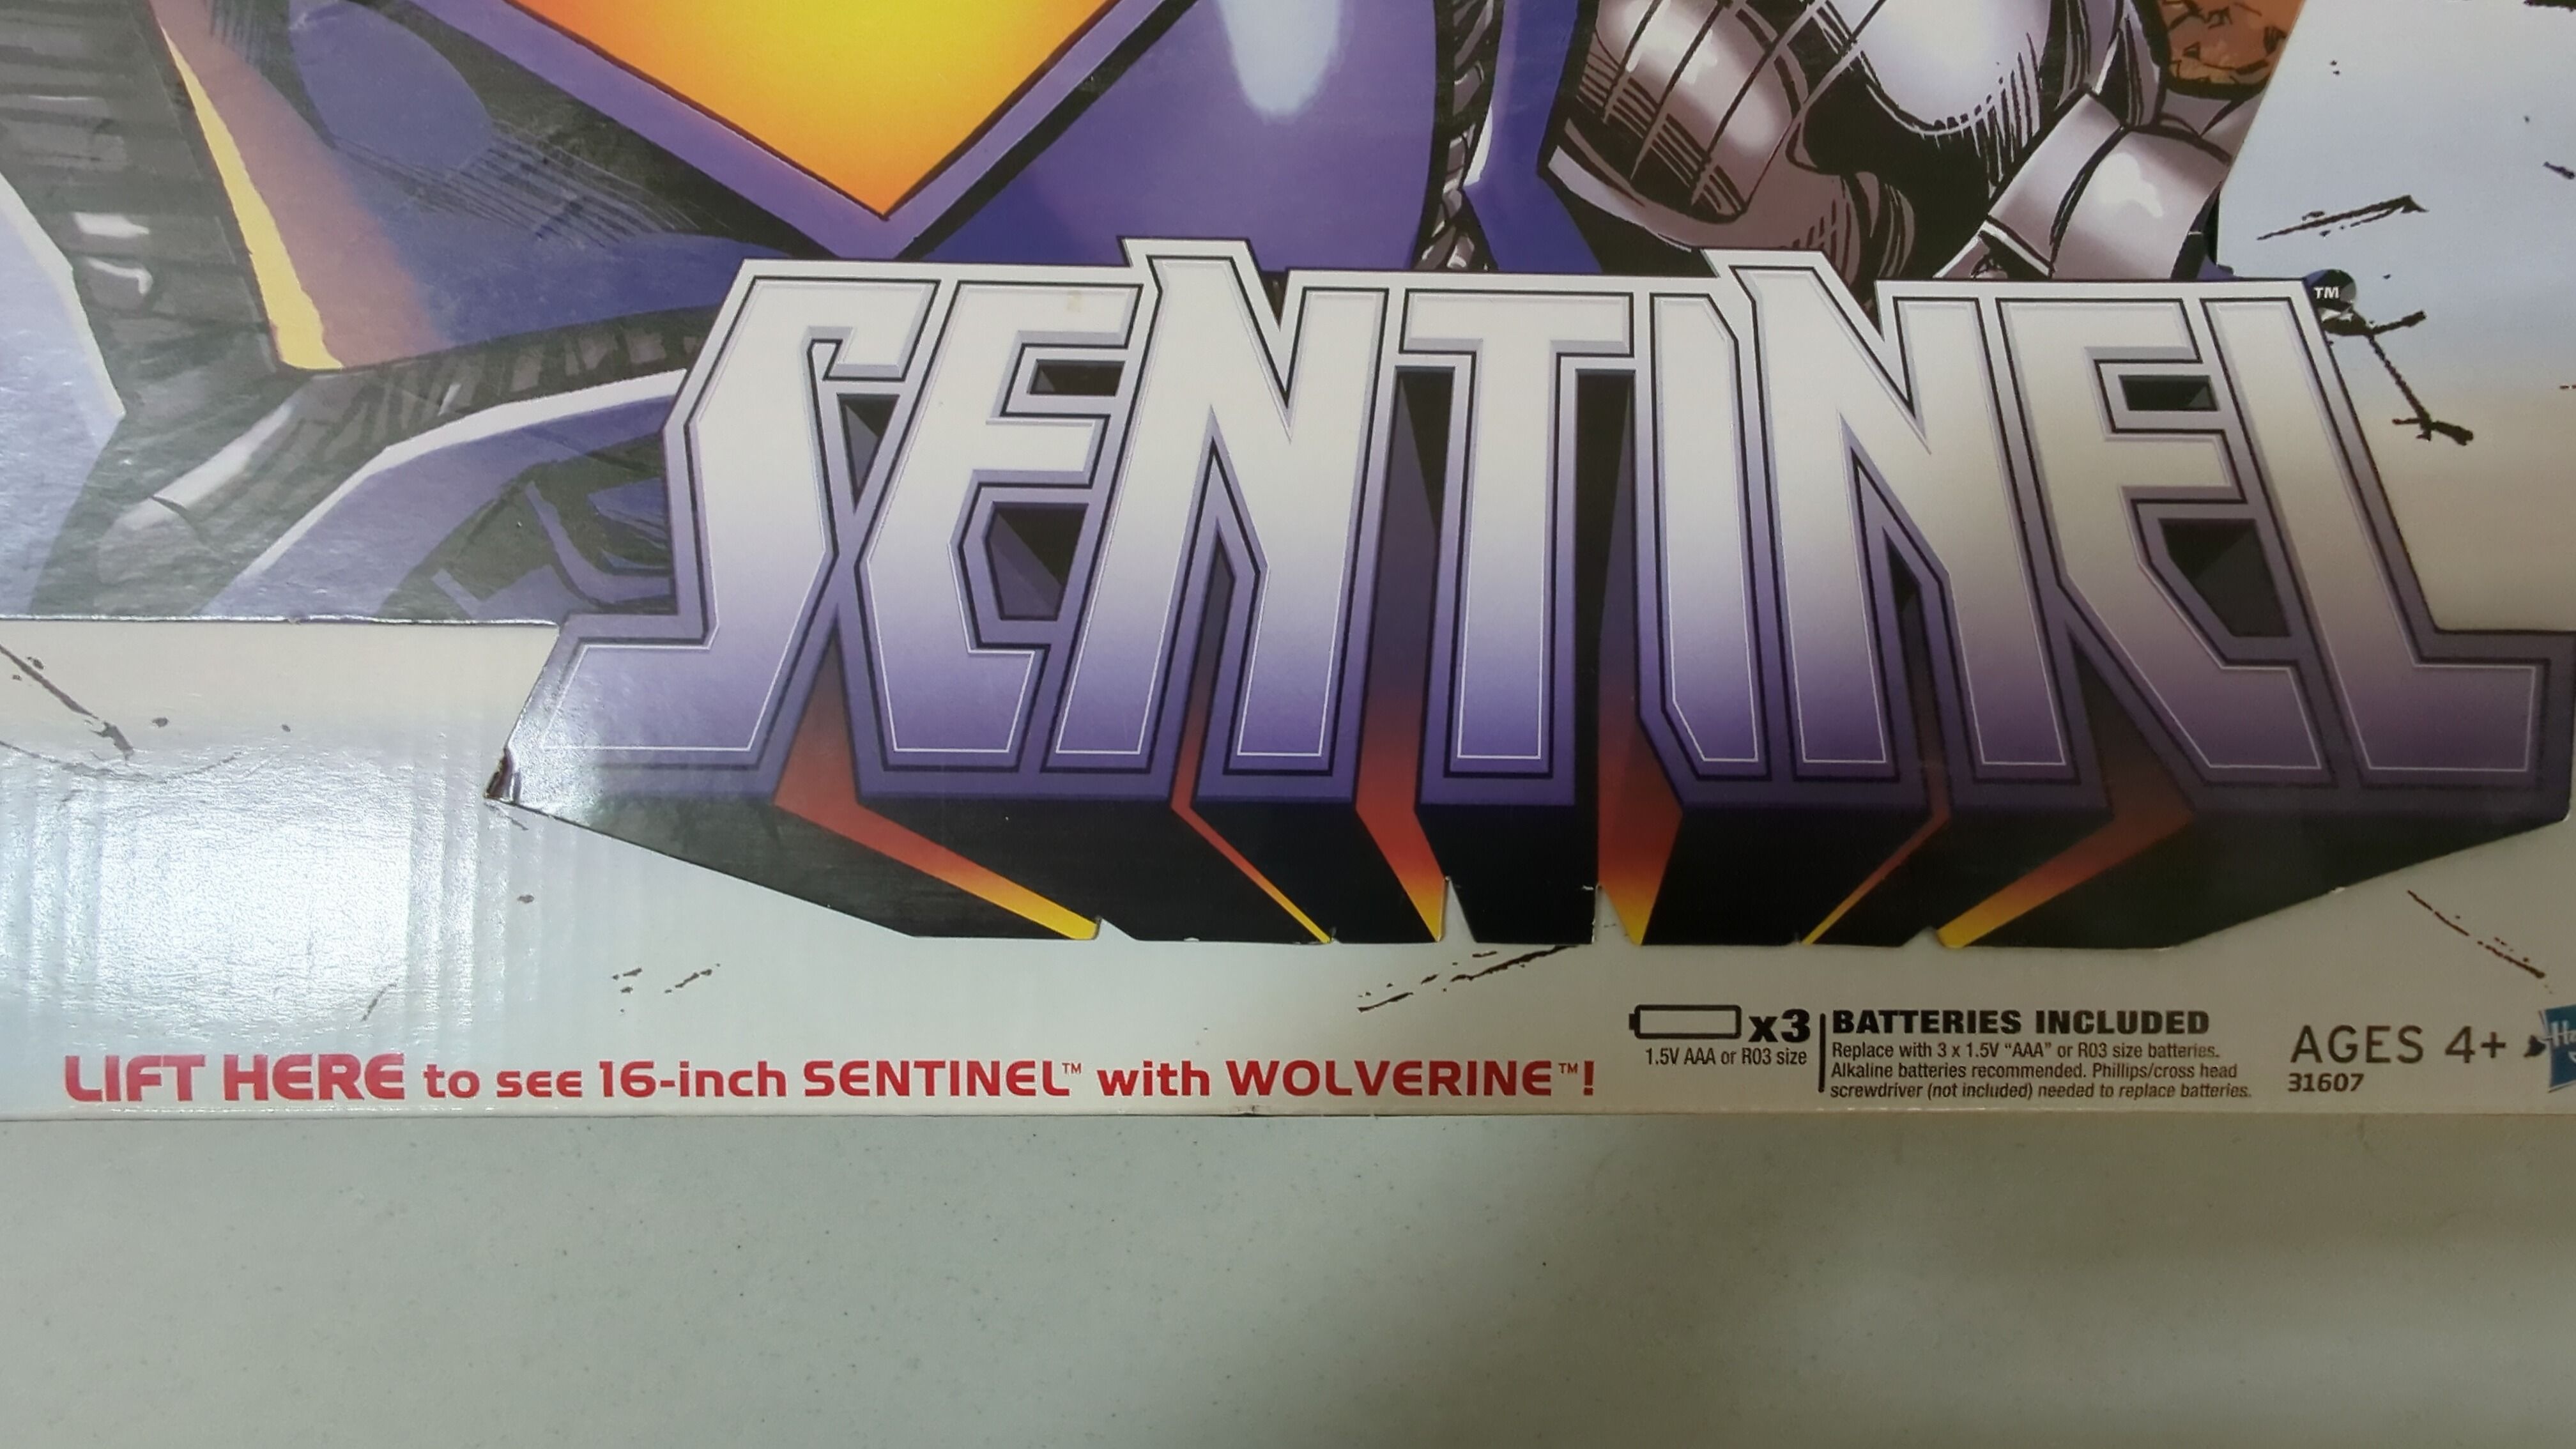 SENTINEL™
x3
1.5V AAA or R03 size
BATTERIES INCLUDED
Replace with 3 x 1.5V "AAA" or R03 size batteries.
Alkaline batteries recommended. Phillips/cross head
screwdriver (not included) needed to replace batteries.
AGES 4+
31607
LIFT HERE to see 16-inch SENTINEL™ with WOLVERINE™!